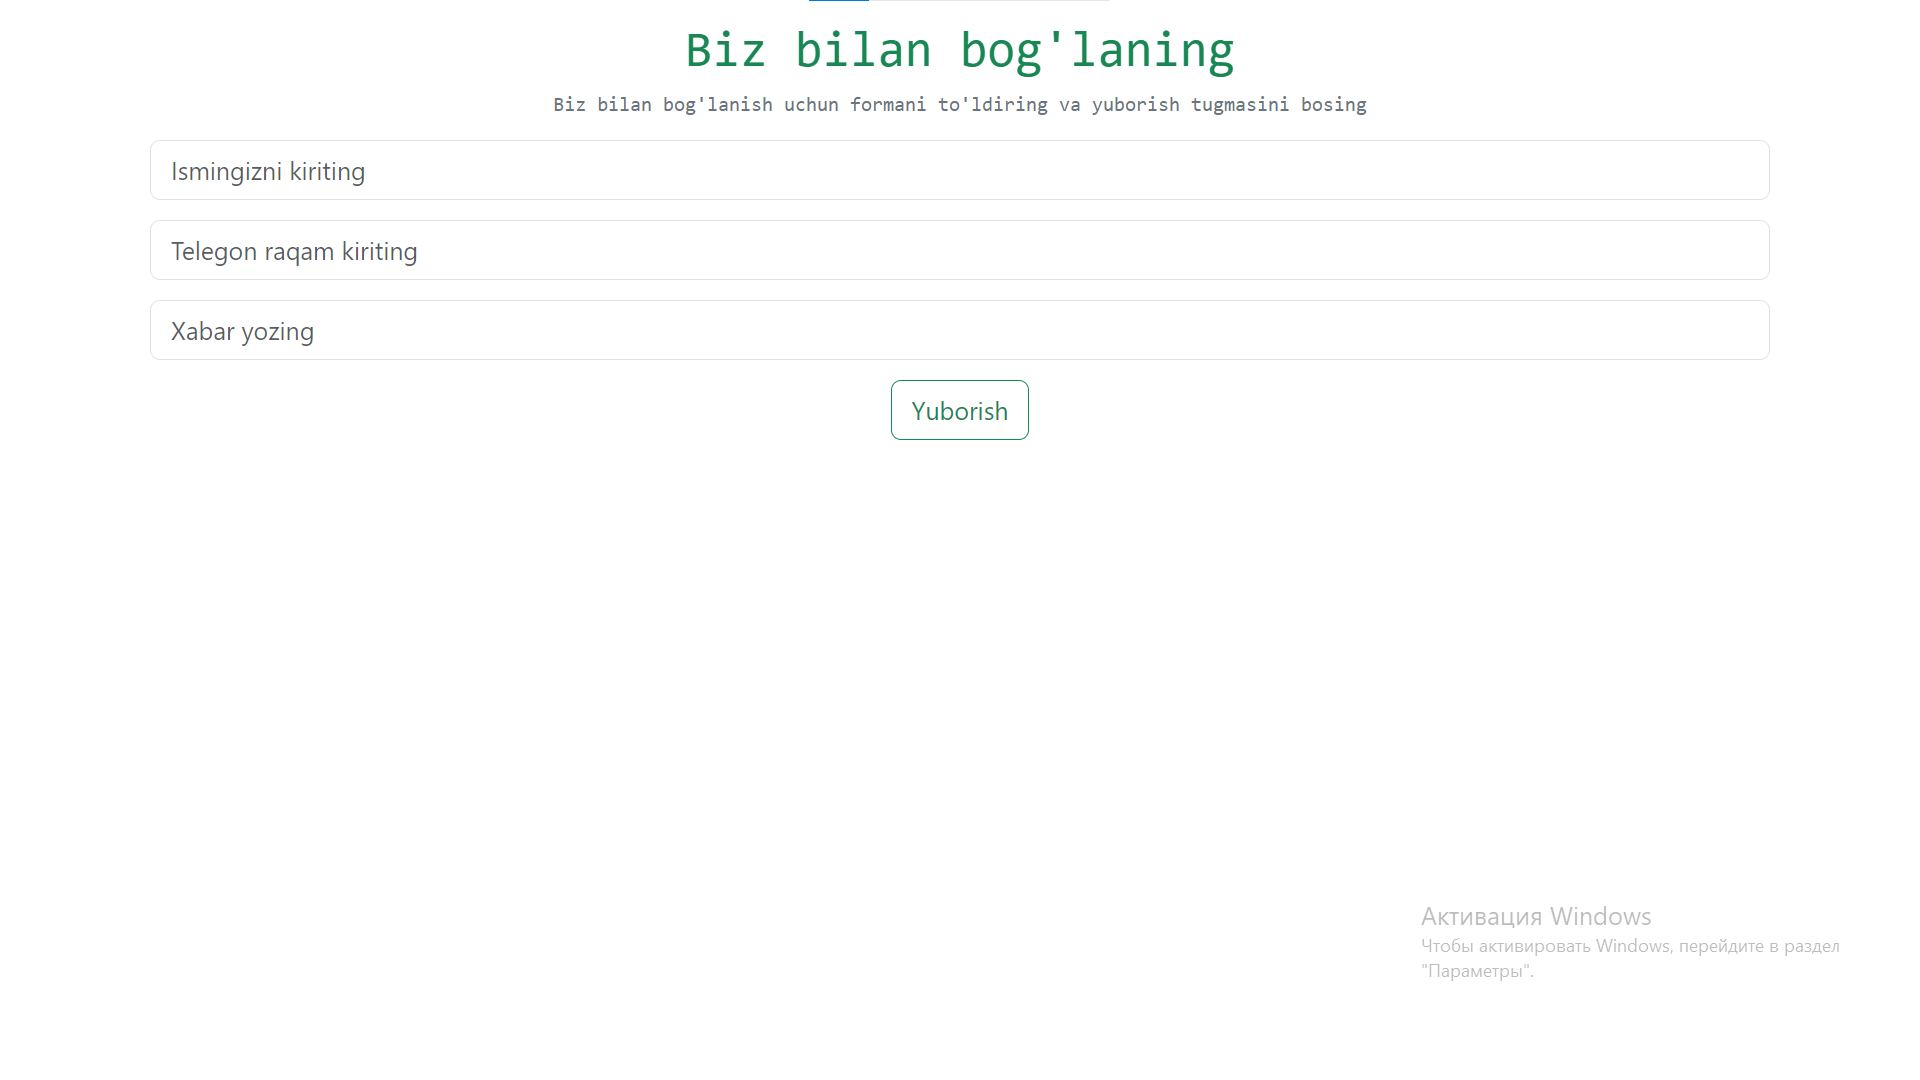 Biz bilan bog'laning
Biz bilan bog'lanish uchun formani to'ldiring va yuborish tugmasini bosing
Ismingizni kiriting
Telegon raqam kiriting
Xabar yozing
Yuborish
Активация Windows
Чтобы активировать Windows, перейдите в раздел
"Параметры".